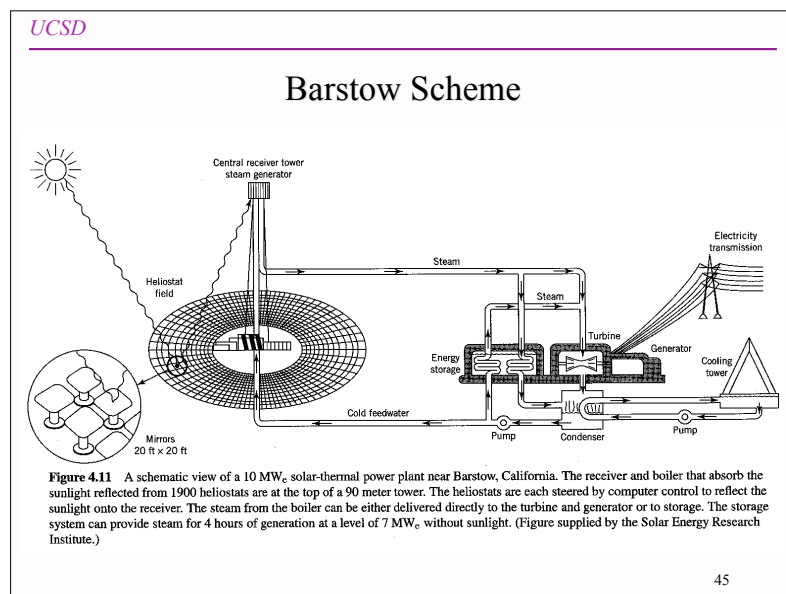 UCSD
Barstow Scheme
Central receiver tower
steam generator
Electricity
transmission
Steam
Heliostat
field
Steam
Turbine
Generator
Energy
storage
Cooling
tower
Cold feedwater
Mirrors
20 ft × 20 ft
Pump
Condenser
Pump
Figure 4.11 A schematic view of a 10 MWe solar-thermal power plant near Barstow, California. The receiver and boiler that absorb the
sunlight reflected from 1900 heliostats are at the top of a 90 meter tower. The heliostats are each steered by computer control to reflect the
sunlight onto the receiver. The steam from the boiler can be either delivered directly to the turbine and generator or to storage. The storage
system can provide steam for 4 hours of generation at a level of 7 MWe without sunlight. (Figure supplied by the Solar Energy Research
Institute.)
45